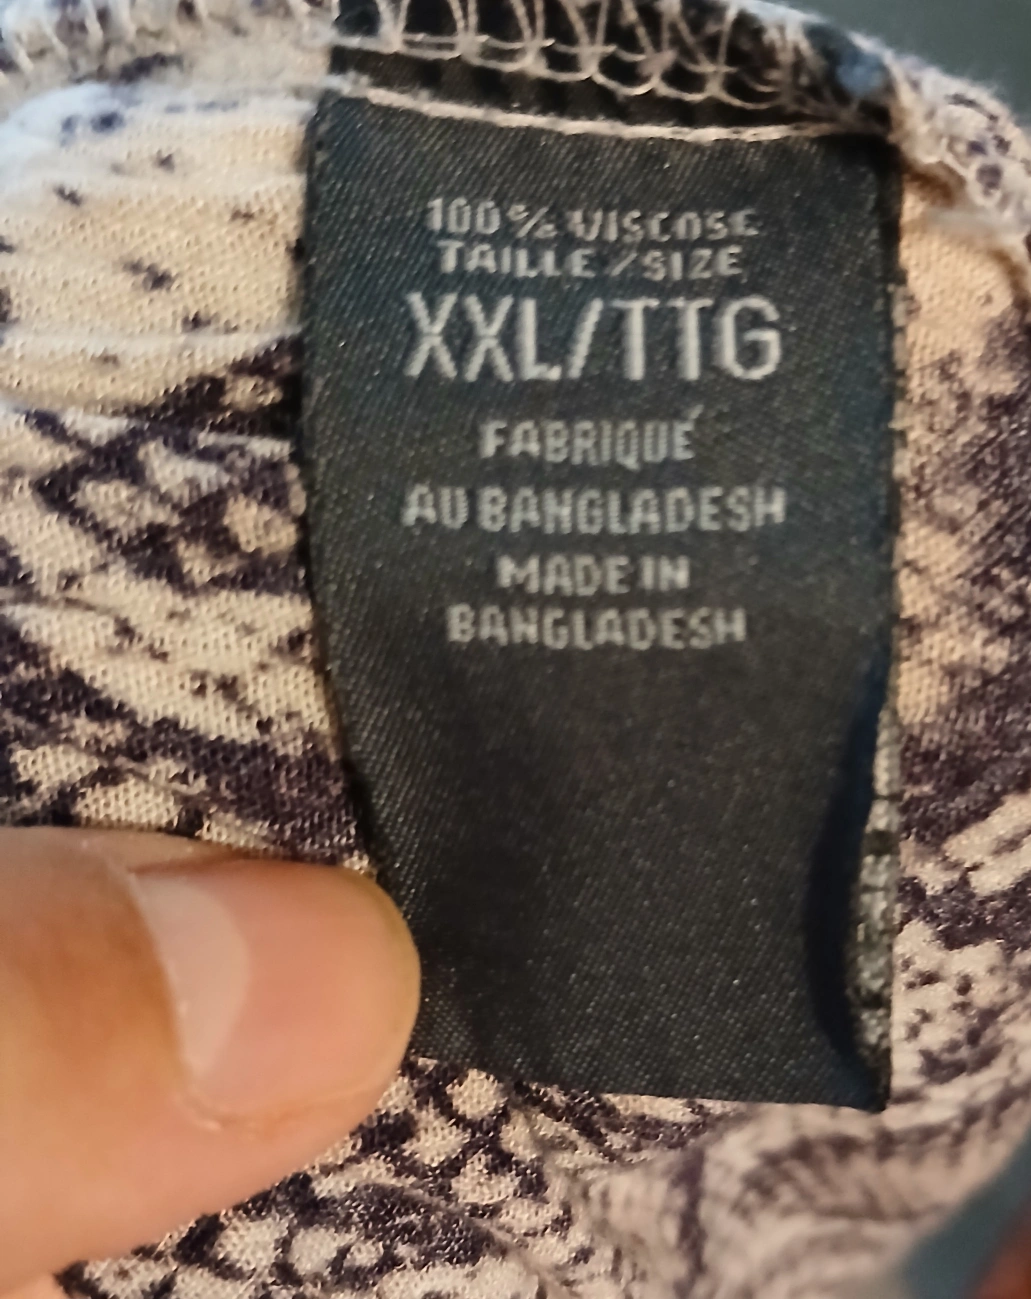 100% VISCOSE
TAILLE/SIZE
XXL/TTG
FABRIQUÉ
AU BANGLADESH
MADE IN
BANGLADESH